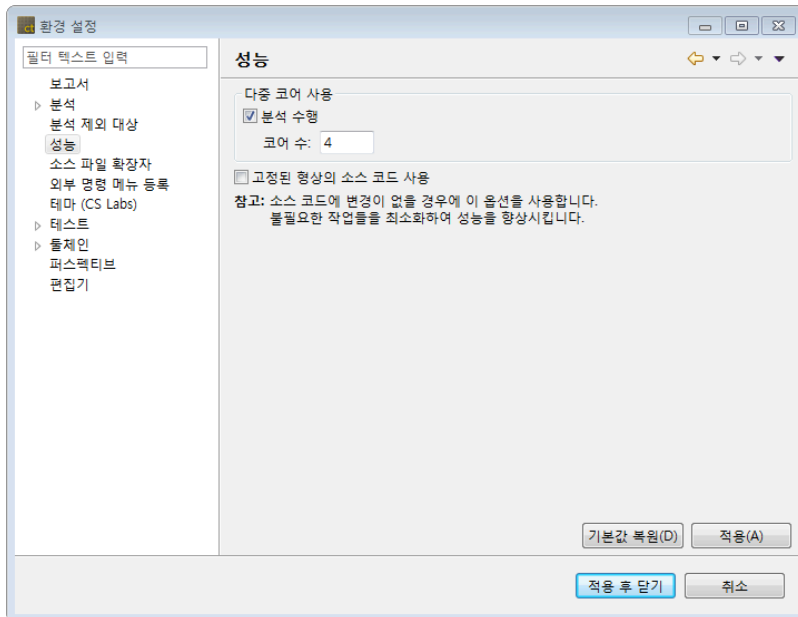 ct 환경 설정
필터 텍스트 입력
보고서
분석
분석 제외 대상
성능
소스 파일 확장자
외부 명령 메뉴 등록
테마 (CS Labs)
테스트
툴체인
퍼스펙티브
편집기
성능
다중 코어 사용
분석 수행
코어 수: 4
고정된 형상의 소스 코드 사용
참고: 소스 코드에 변경이 없을 경우에 이 옵션을 사용합니다.
불필요한 작업들을 최소화하여 성능을 향상시킵니다.
기본값 복원(D) 적용(A)
적용 후 닫기 취소